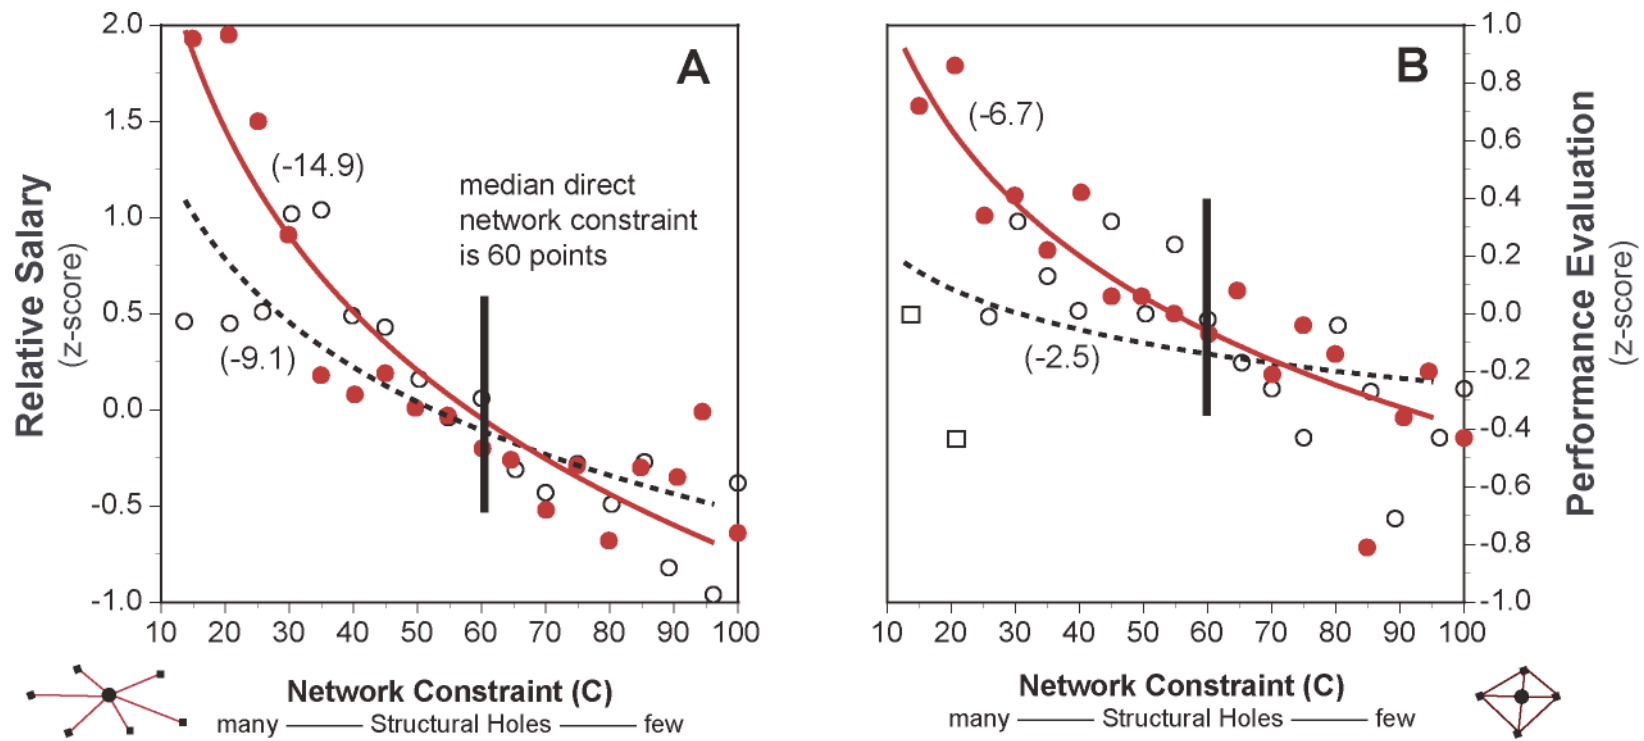 A
2.0
1.5
1.0
0.5
0.0
-0.5
-1.0
Relative Salary
(z-score)
(-14.9)
(-9.1)
median direct
network constraint
is 60 points
10 20 30 40 50 60 70 80 90 100
Network Constraint (C)
many Structural Holes few
B
1.0
0.8
0.6
0.4
0.2
0.0
-0.2
-0.4
-0.6
-0.8
-1.0
Performance Evaluation
(z-score)
(-6.7)
(-2.5)
10 20 30 40 50 60 70 80 90 100
Network Constraint (C)
many Structural Holes few